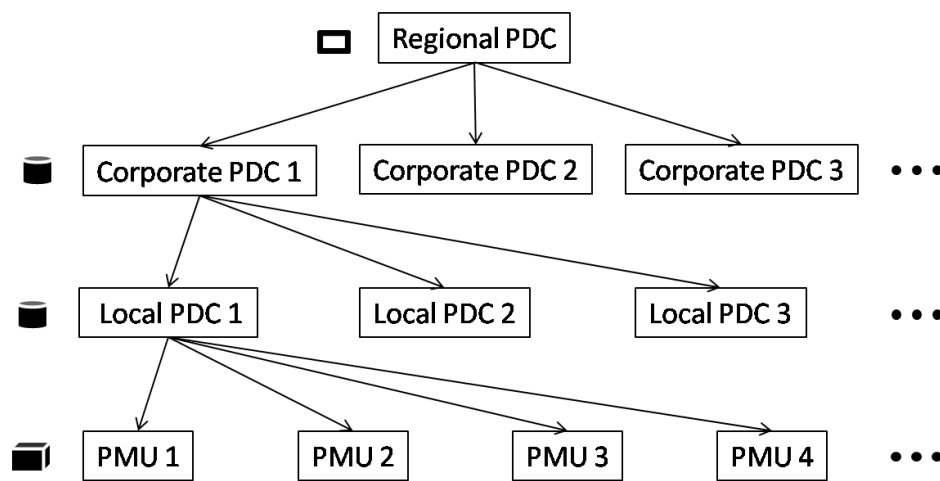 Regional PDC
Corporate PDC 1
Corporate PDC 2
Corporate PDC 3
•••
Local PDC 1
Local PDC 2
Local PDC 3
•••
PMU 1
PMU 2
PMU 3
PMU 4
•••